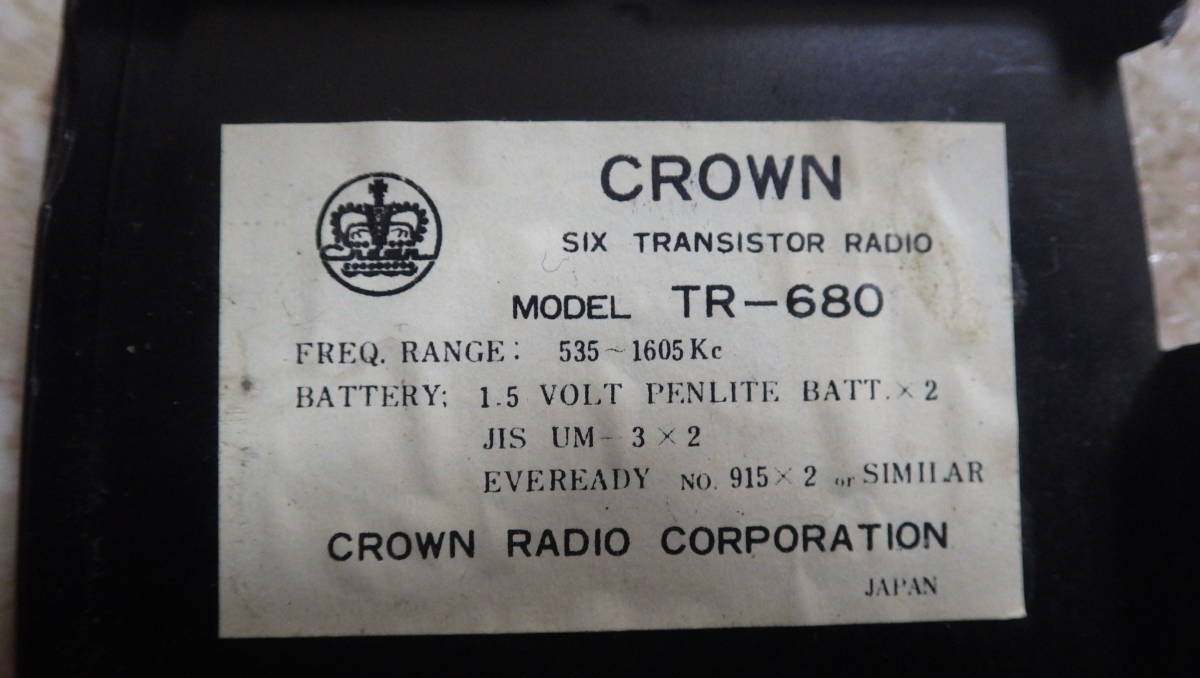 CROWN
SIX TRANSISTOR RADIO
MODEL TR-680
FREQ. RANGE: 535~1605Kc
BATTERY; 1.5 VOLT PENLITE BATT.×2
JIS UM-3×2
EVEREADY NO. 915×2 or SIMILAR
CROWN RADIO CORPORATION
JAPAN